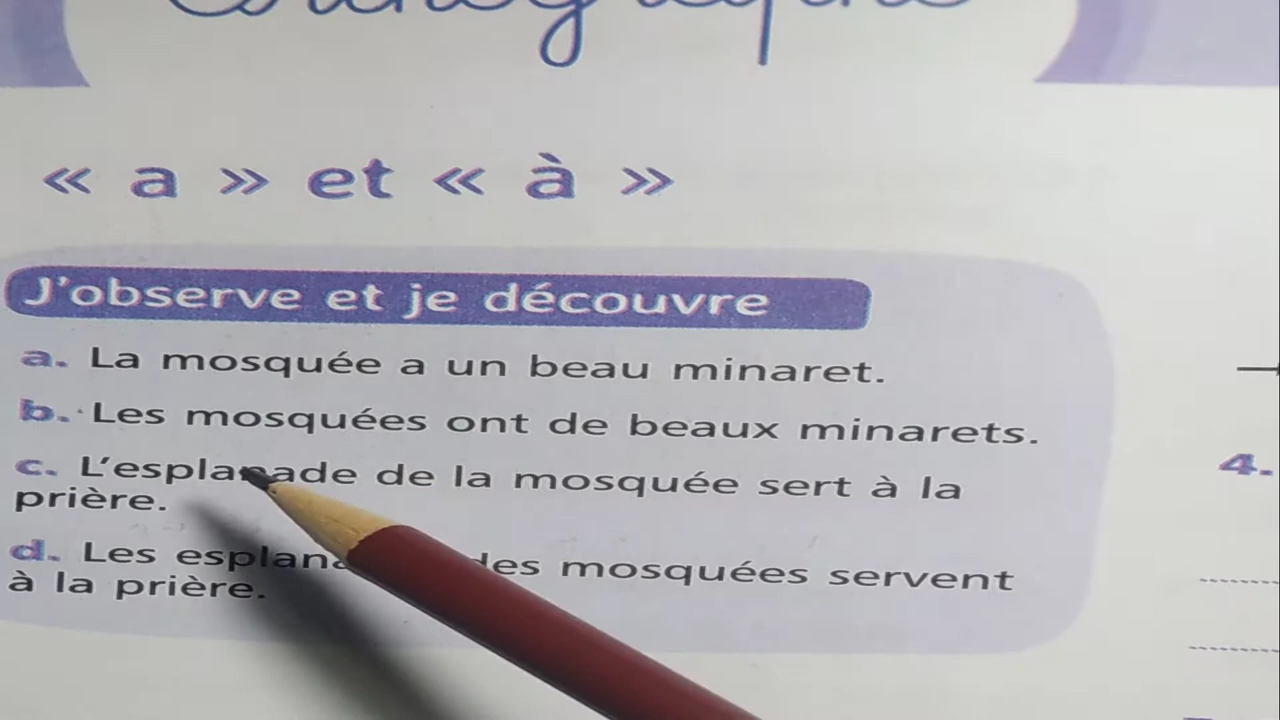 « a » et « à »
J'observe et je découvre
a. La mosquée a un beau minaret.
b. Les mosquées ont de beaux minarets.
c. L'esplanade de la mosquée sert à la
prière.
d. Les des mosquées servent
à la prière.
4.